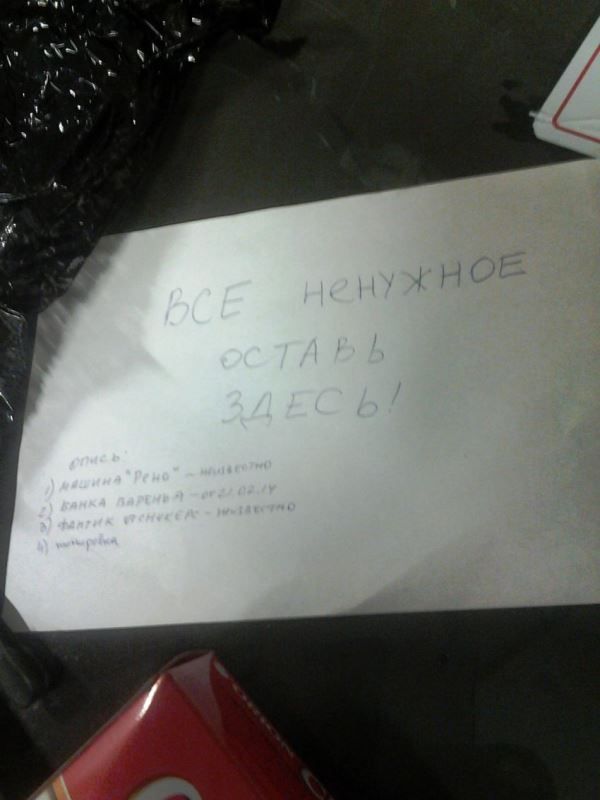 ВСЕ НЕНУЖНОЕ
ОСТАВЬ
ЗДЕСЬ!
ОПИСЬ:
1) МАШИНА "РЕНО" - НЕИЗВЕСТНО
2) БАНКА ВАРЕНЬЯ - ОТ 21.02.14
3) ФАНТИК СНИКЕРС - НЕИЗВЕСТНО
4) тонировка